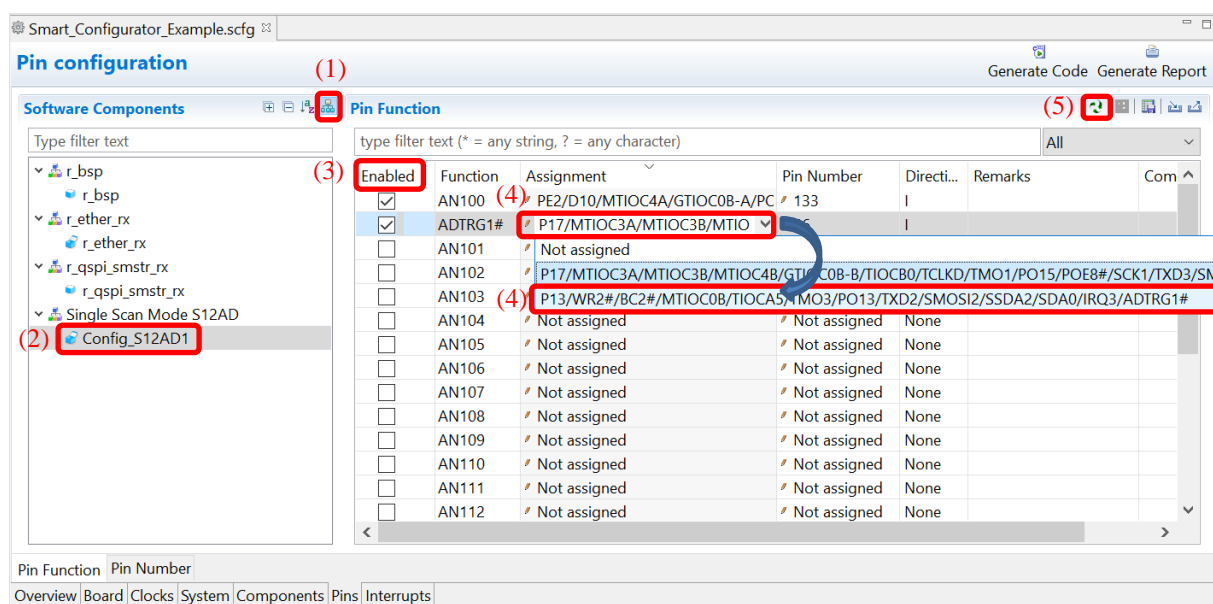 Smart_Configurator_Example.scfg
Pin configuration
Generate Code Generate Report
(1)
Software Components
Pin Function
(5)
Type filter text
type filter text (* = any string, ? = any character)
All
r_bsp
r_bsp
r_ether_rx
r_ether_rx
r_qspi_smstr_rx
r_qspi_smstr_rx
Single Scan Mode S12AD
(2) Config_S12AD1
(3) Enabled Function Assignment Pin Number Directi... Remarks Com
AN100 (4) PE2/D10/MTIOC4A/GTIOC0B-A/PC 133 I
ADTRG1# P17/MTIOC3A/MTIOC3B/MTIO I
AN101 Not assigned
AN102 P17/MTIOC3A/MTIOC3B/MTIOC4B/GTIOC0B-B/TIOCB0/TCLKD/TMO1/PO15/POE8#/SCK1/TXD3/SM
AN103 (4) P13/WR2#/BC2#/MTIOC0B/TIOCA5/TMO3/PO13/TXD2/SMOSI2/SSDA2/SDA0/IRQ3/ADTRG1#
AN104 Not assigned Not assigned None
AN105 Not assigned Not assigned None
AN106 Not assigned Not assigned None
AN107 Not assigned Not assigned None
AN108 Not assigned Not assigned None
AN109 Not assigned Not assigned None
AN110 Not assigned Not assigned None
AN111 Not assigned Not assigned None
AN112 Not assigned Not assigned None
Pin Function Pin Number
Overview Board Clocks System Components Pins Interrupts